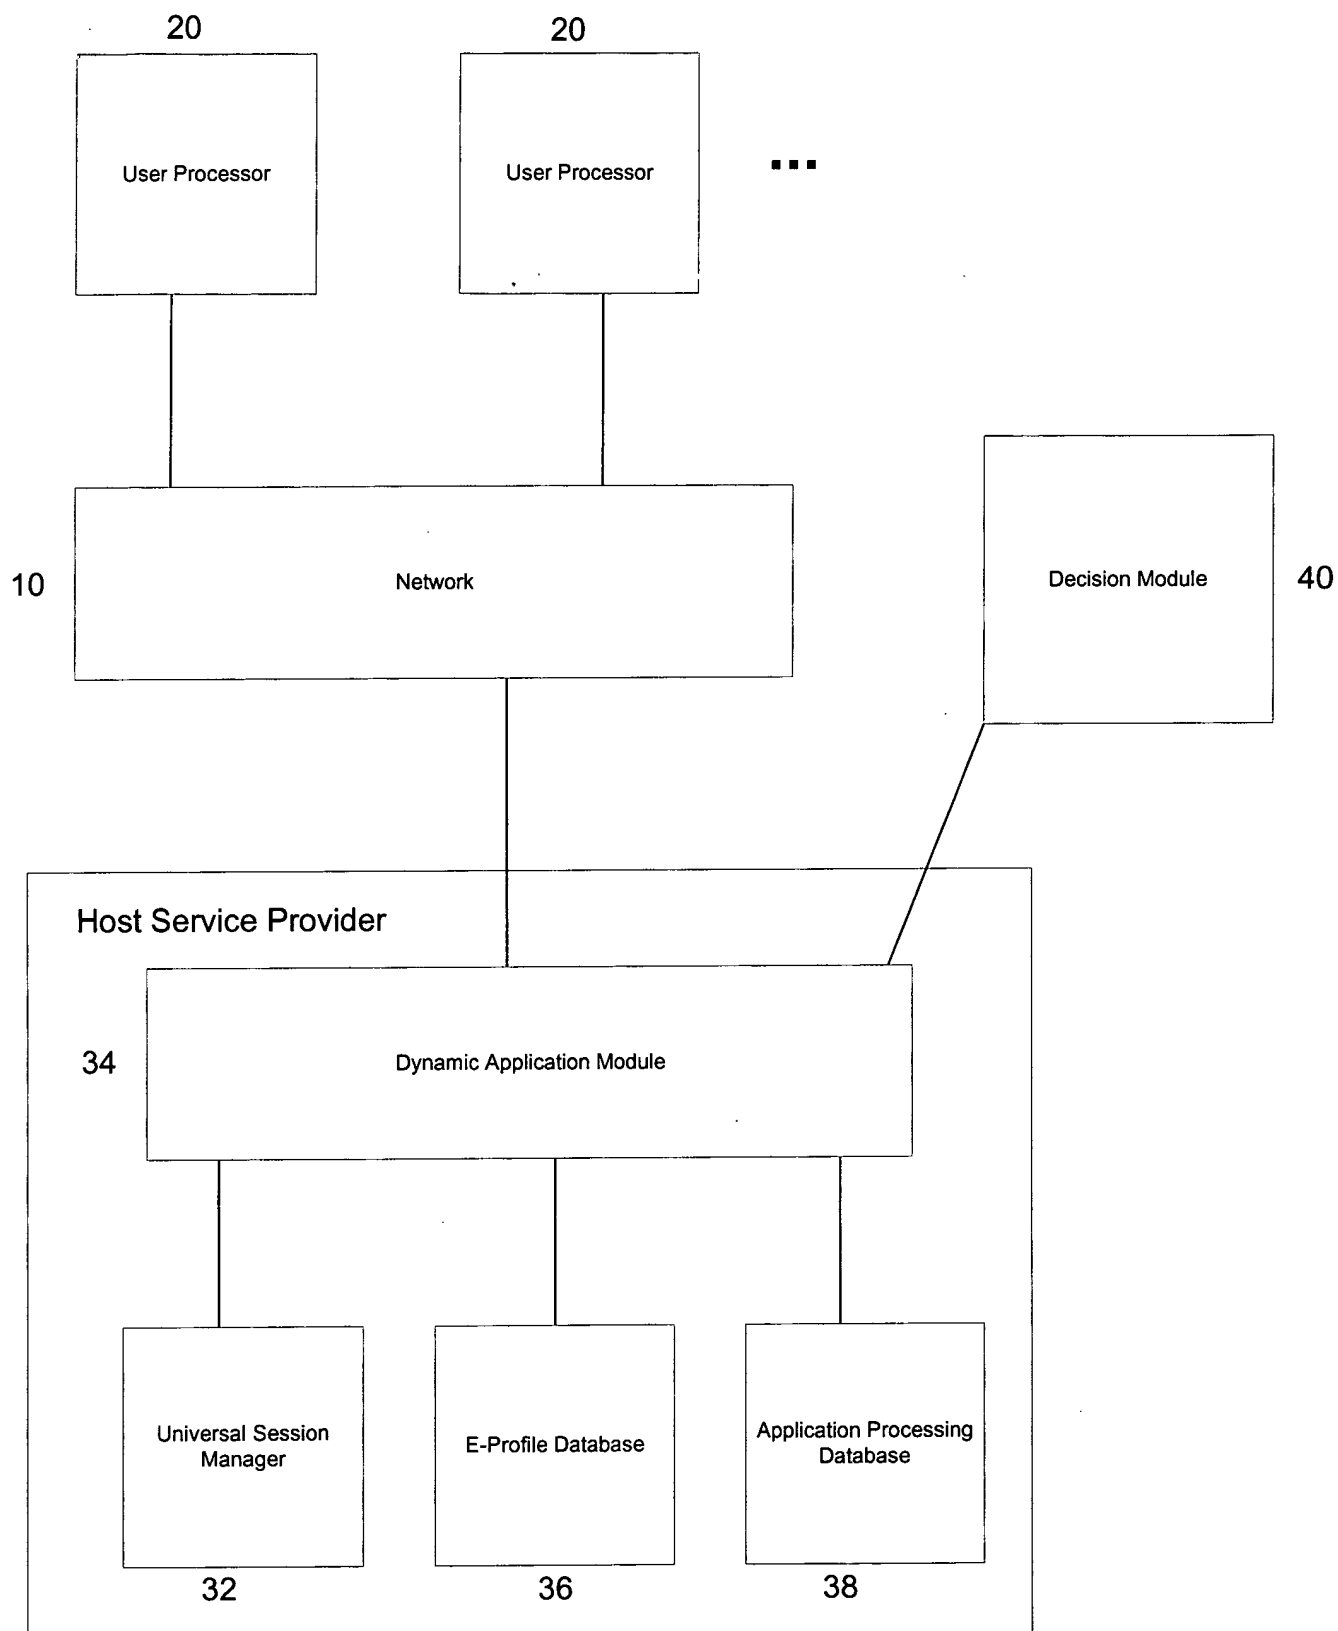 20
20
User Processor
User Processor
10
Network
Decision Module
40
Host Service Provider
34
Dynamic Application Module
Universal Session
Manager
E-Profile Database
Application Processing
Database
32
36
38